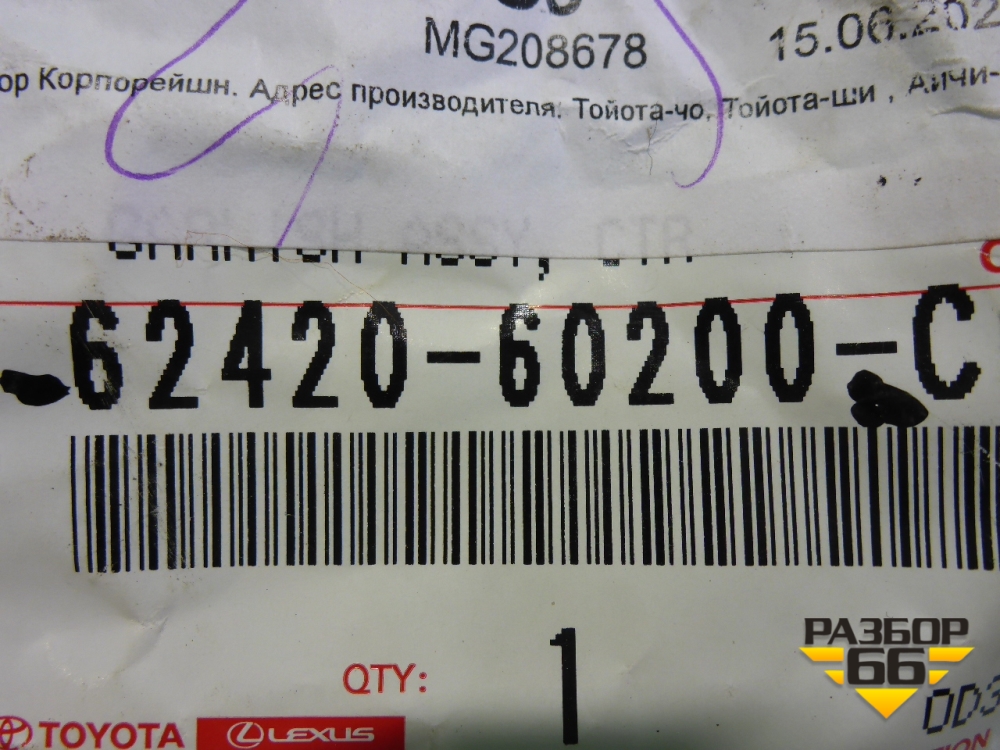 MG208678
15.06.202
ор Корпорейшн. Адрес производителя: Тойота-чо, Тойота-ши , Айчи-
62420-60200-C
QTY: 1
TOYOTA LEXUS
РАЗБОР
66